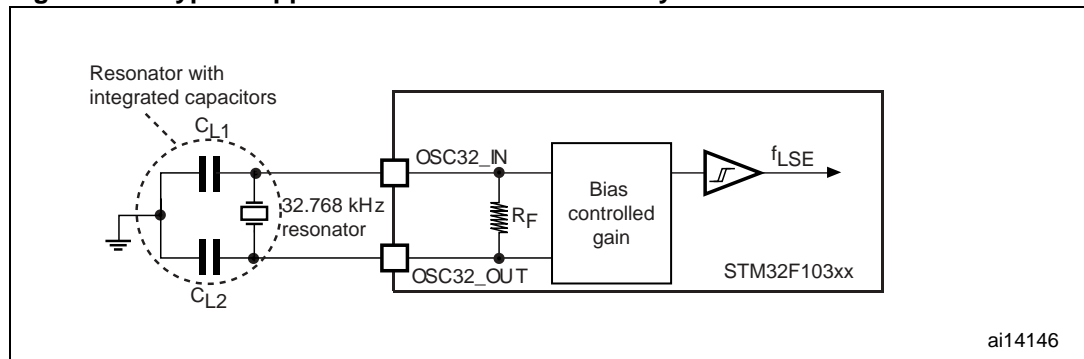 Resonator with
integrated capacitors
CL1
OSC32_IN
fLSE
Bias
controlled
gain
32.768 kHz
resonator
RF
STM32F103xx
OSC32_OUT
CL2
ai14146